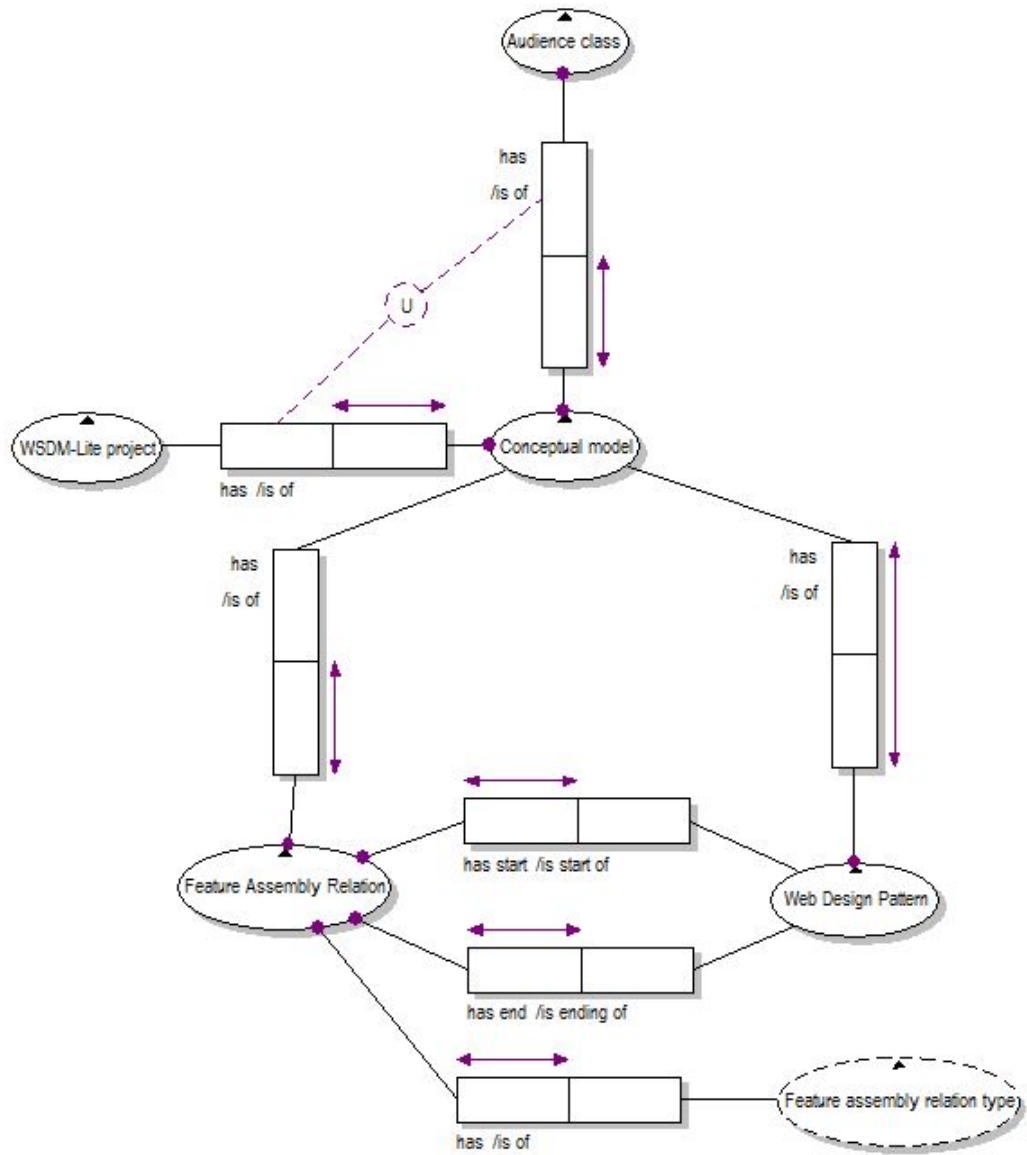 Audience class
has
/is of
U
WSDM-Lite project
Conceptual model
has /is of
has
/is of
has
/is of
has start /is start of
Feature Assembly Relation
Web Design Pattern
has end /is ending of
Feature assembly relation type
has /is of